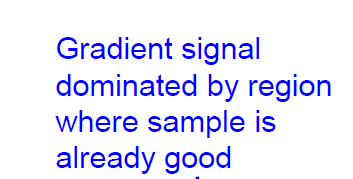 Gradient signal
dominated by region
where sample is
already good